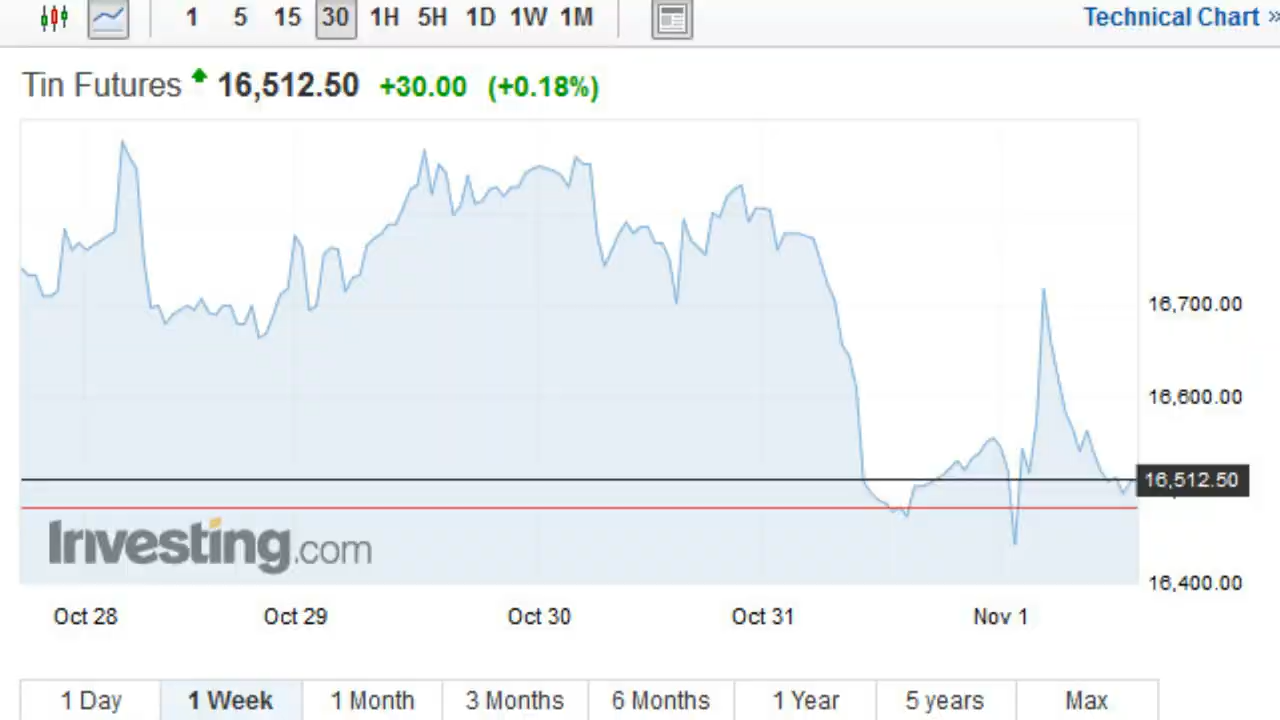 1 5 15 30 1H 5H 1D 1W 1M Technical Chart »
Tin Futures 16,512.50 +30.00 (+0.18%)
16,700.00
16,600.00
16,512.50
Investing.com
16,400.00
Oct 28 Oct 29 Oct 30 Oct 31 Nov 1
1 Day 1 Week 1 Month 3 Months 6 Months 1 Year 5 years Max